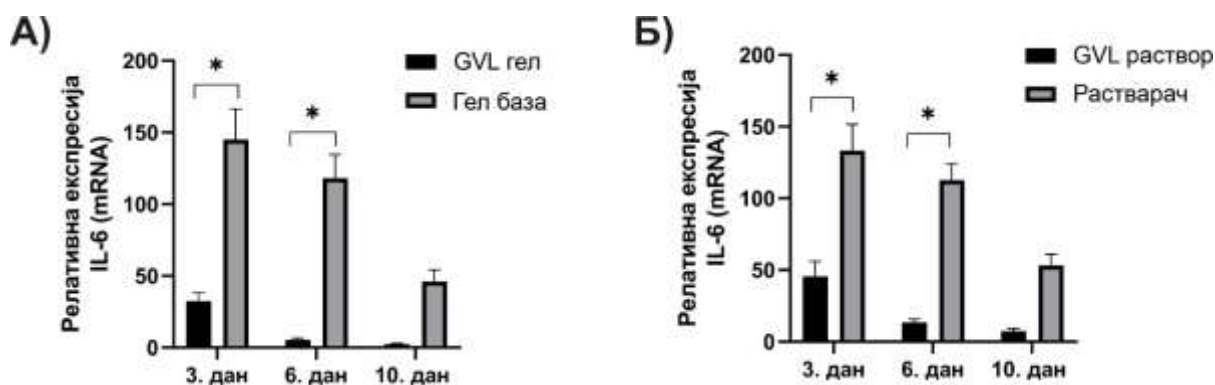 А)
Релативна експресија
IL-6 (mRNA)
200
150
100
50
0
*
*
GVL гел
Гел база
3. дан
6. дан
10. дан
Б)
Релативна експресија
IL-6 (mRNA)
200
150
100
50
0
*
*
GVL раствор
Растварач
3. дан
6. дан
10. дан